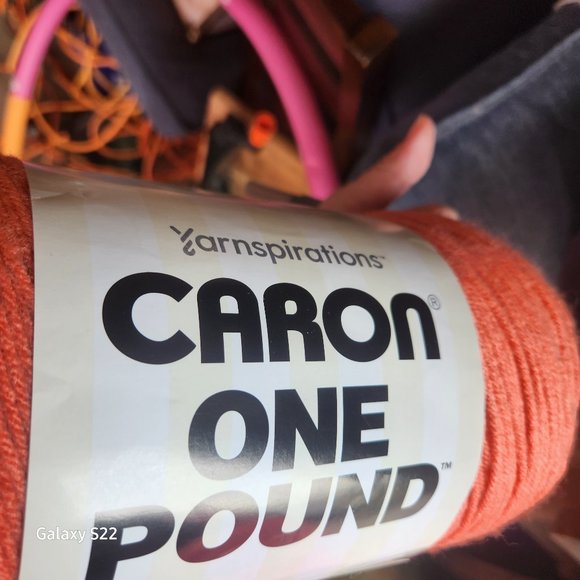 Yarnspirations™
CARON®
ONE
POUND™
Galaxy S22